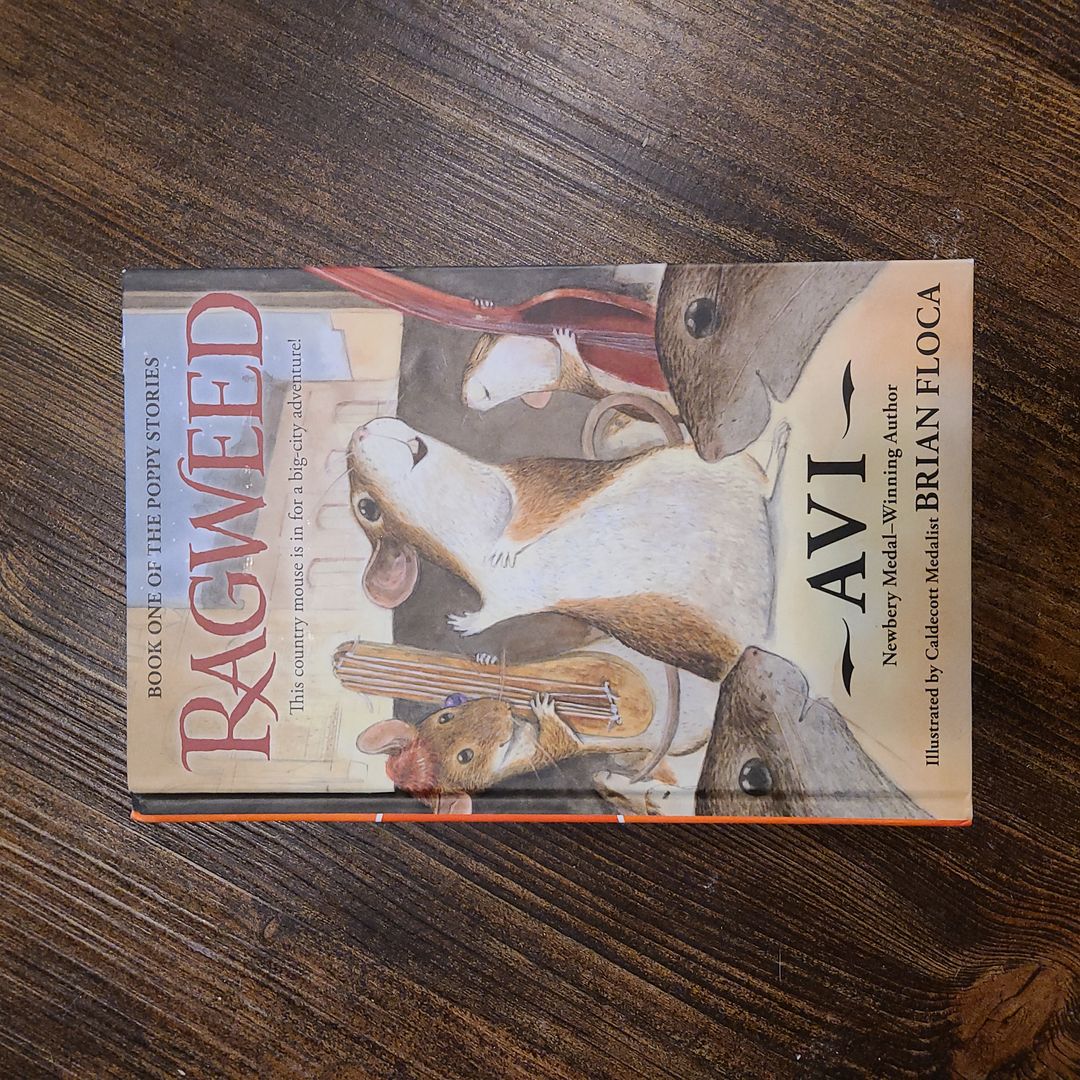 BOOK ONE OF THE POPPY STORIES
RAGWEED
This country mouse is in for a big-city adventure!
AVI
Newbery Medal–Winning Author
Illustrated by Caldecott Medalist BRIAN FLOCA